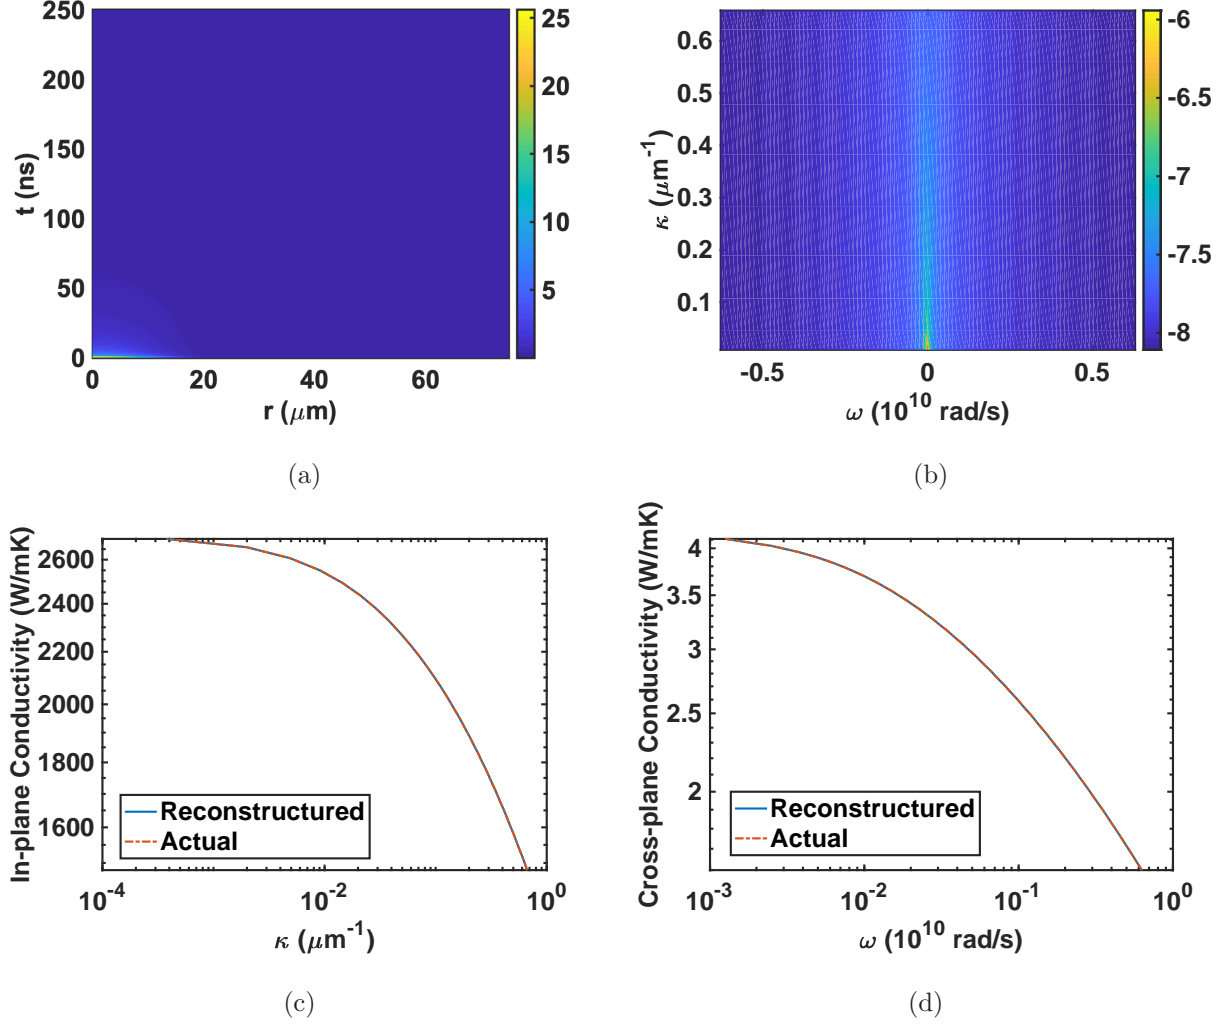 250
200
150
100
50
0
t (ns)
0 20 40 60
r (μm)
25
20
15
10
5
(a)
0.6
0.5
0.4
0.3
0.2
0.1
κ (μm⁻¹)
-0.5 0 0.5
ω (10¹⁰ rad/s)
-6
-6.5
-7
-7.5
-8
(b)
2600
2400
2200
2000
1800
1600
In-plane Conductivity (W/mK)
Reconstructured
Actual
10⁻⁴ 10⁻² 10⁰
κ (μm⁻¹)
(c)
4
3.5
3
2.5
2
Cross-plane Conductivity (W/mK)
Reconstructured
Actual
10⁻³ 10⁻² 10⁻¹ 10⁰
ω (10¹⁰ rad/s)
(d)